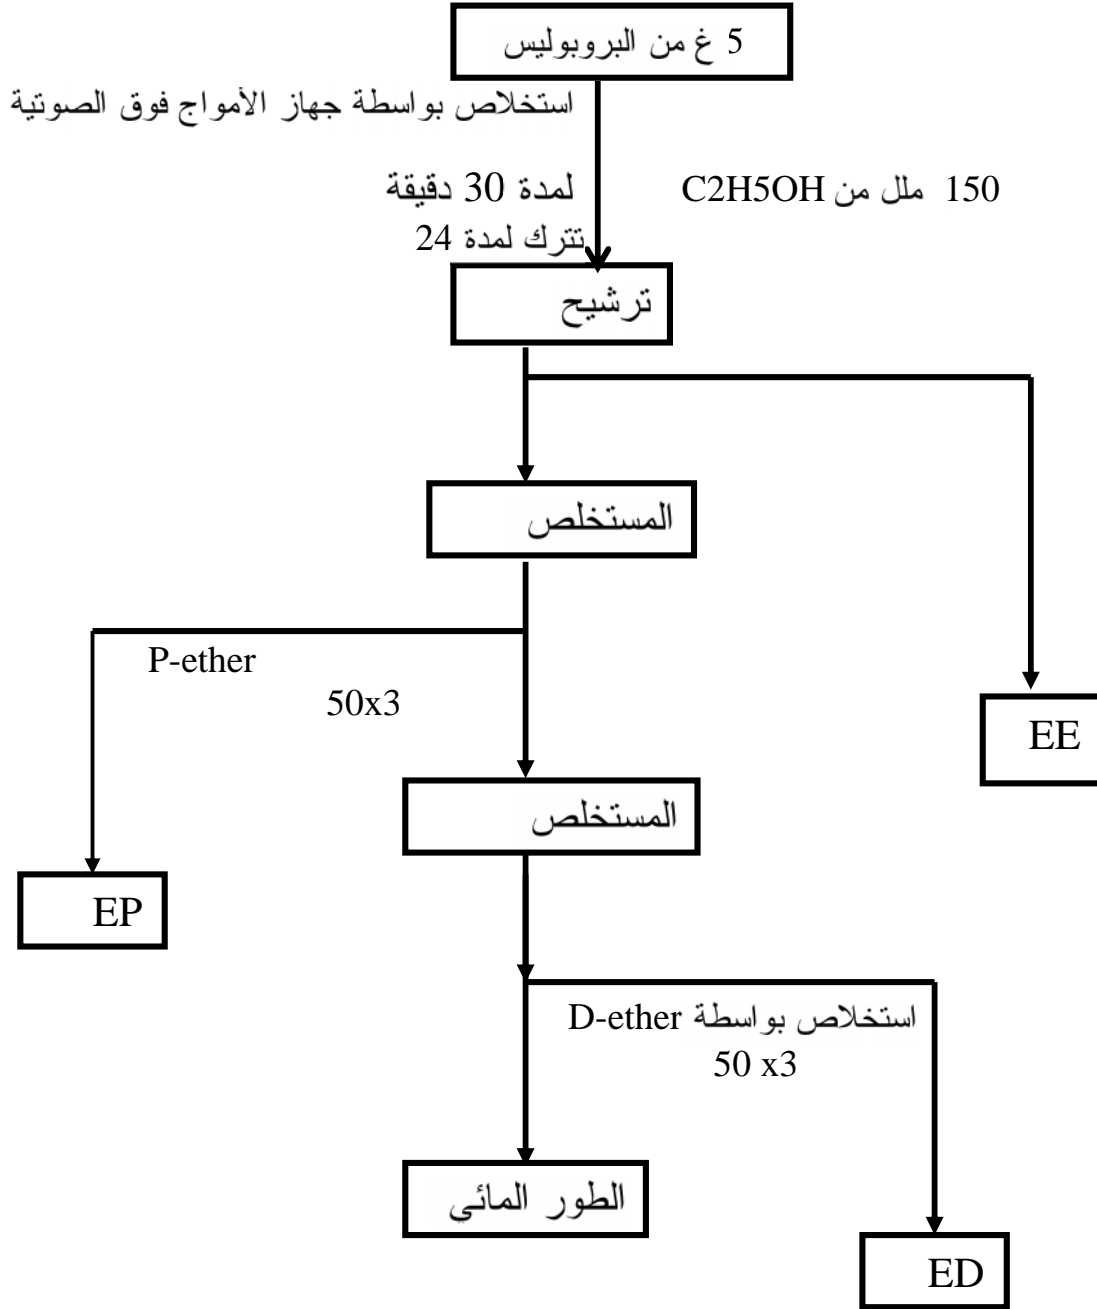 5 غ من البروبوليس
استخلاص بواسطة جهاز الأمواج فوق الصوتية
لمدة 30 دقيقة
150 ملل من C2H5OH
تترك لمدة 24
ترشيح
المستخلص
P-ether
50x3
EE
المستخلص
EP
استخلاص بواسطة D-ether
50 x3
الطور المائي
ED